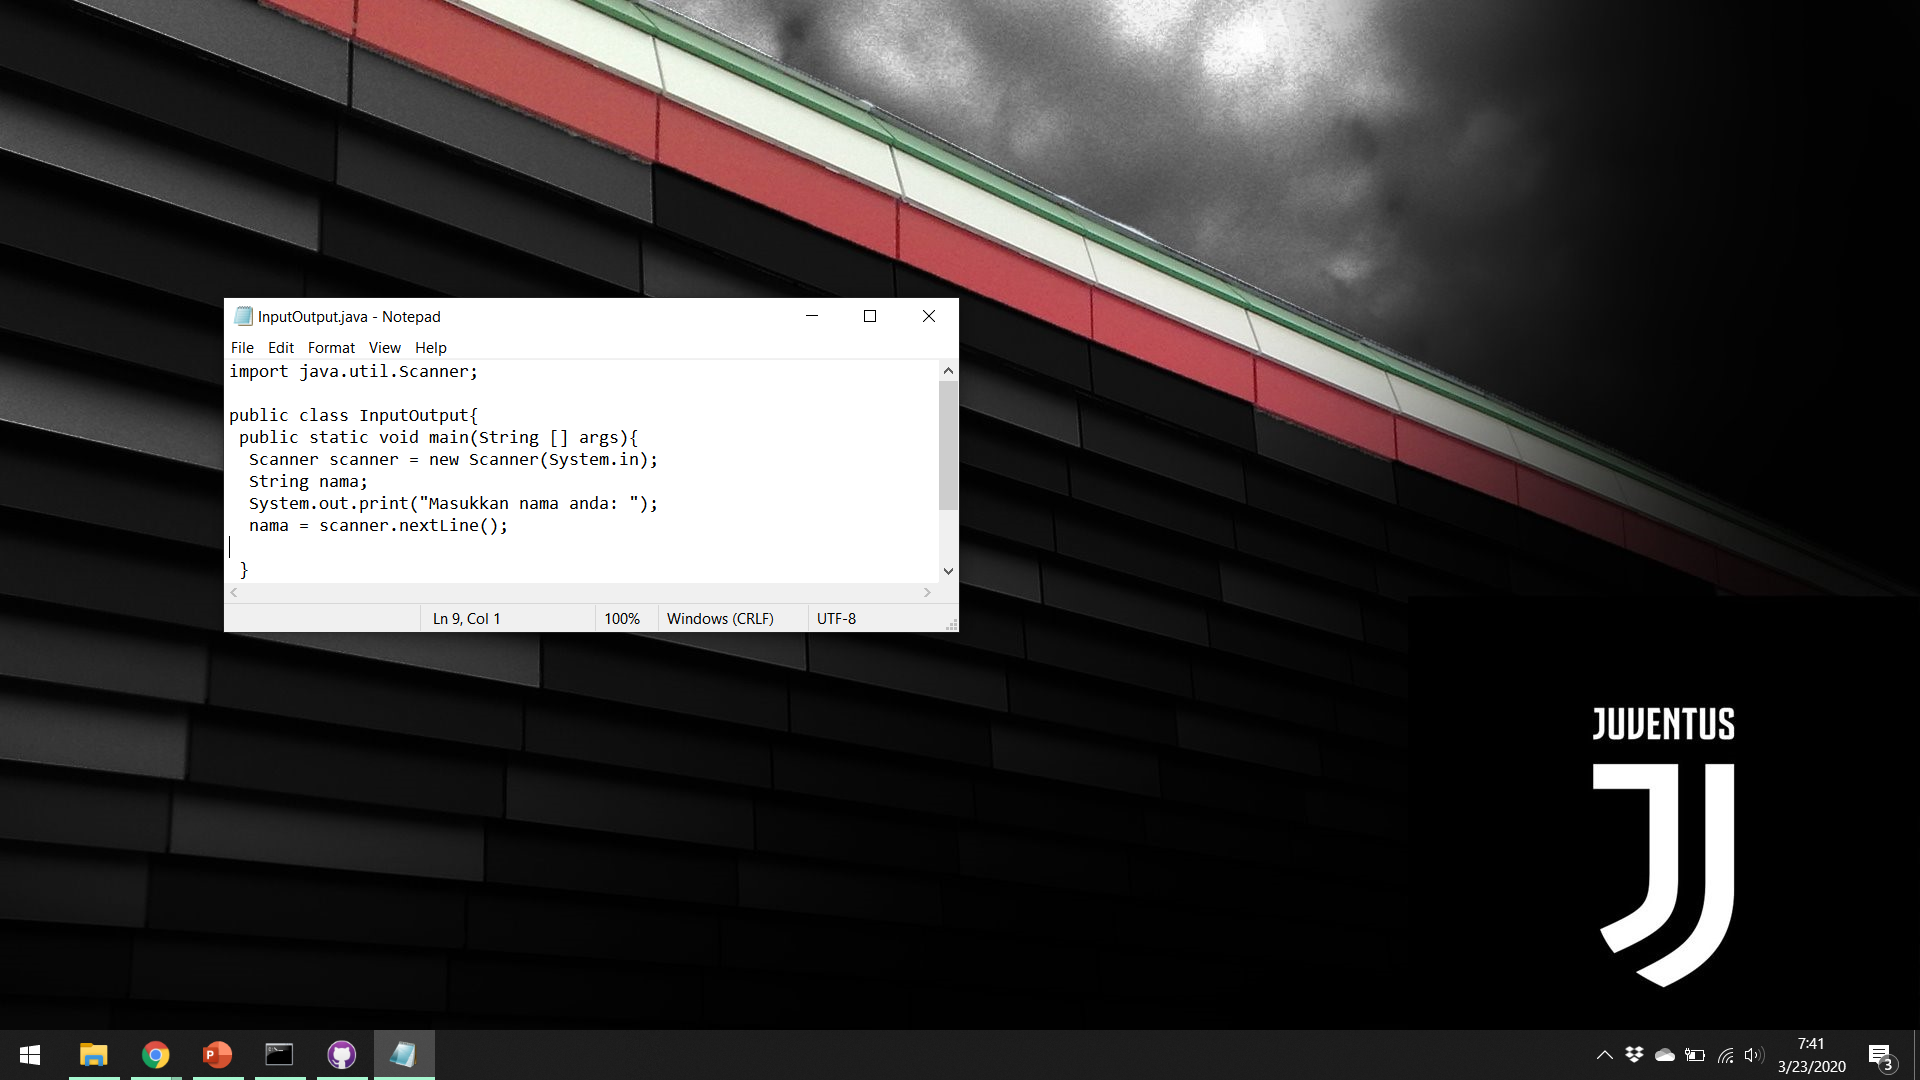 InputOutput.java - Notepad
File Edit Format View Help
import java.util.Scanner;
public class InputOutput{
public static void main(String [] args){
Scanner scanner = new Scanner(System.in);
String nama;
System.out.print("Masukkan nama anda: ");
nama = scanner.nextLine();
}
Ln 9, Col 1 100% Windows (CRLF) UTF-8
JUVENTUS
7:41
3/23/2020
3